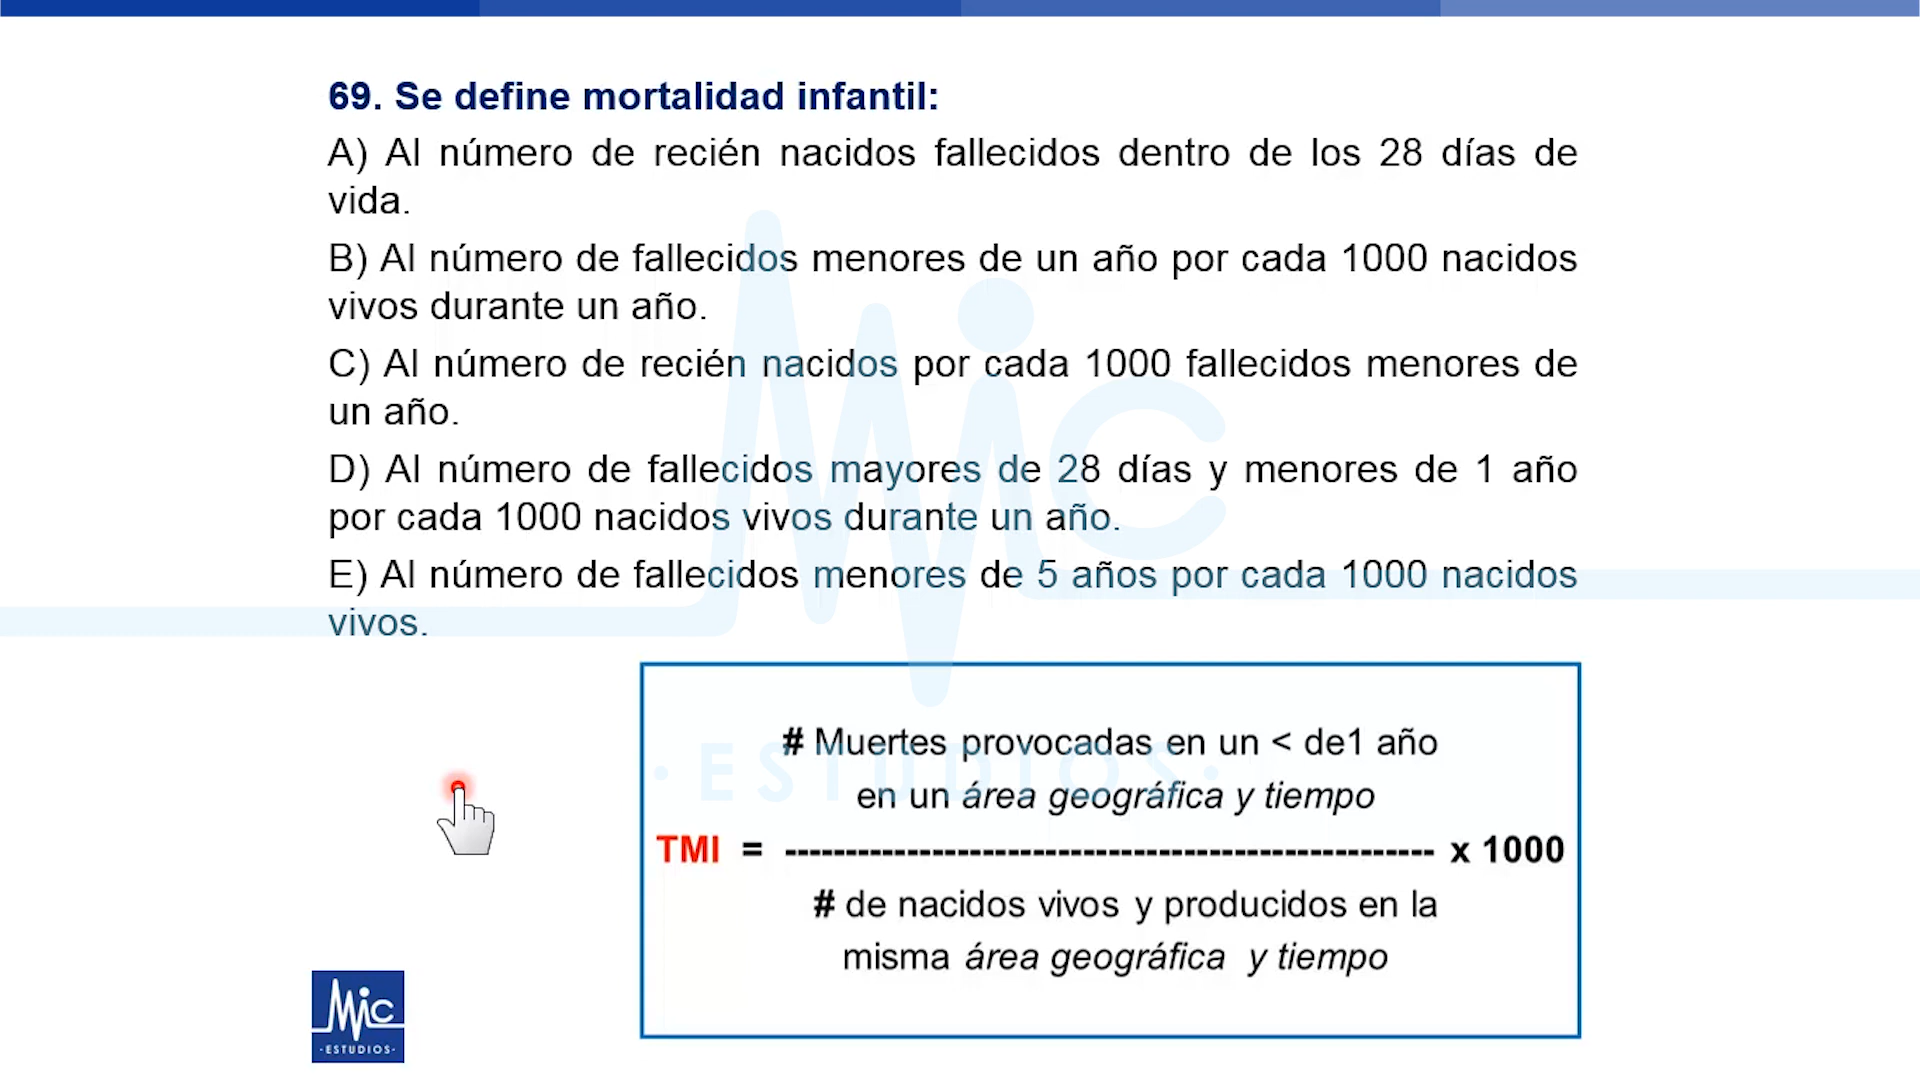 69. Se define mortalidad infantil:
A) Al número de recién nacidos fallecidos dentro de los 28 días de
vida.
B) Al número de fallecidos menores de un año por cada 1000 nacidos
vivos durante un año.
C) Al número de recién nacidos por cada 1000 fallecidos menores de
un año.
D) Al número de fallecidos mayores de 28 días y menores de 1 año
por cada 1000 nacidos vivos durante un año.
E) Al número de fallecidos menores de 5 años por cada 1000 nacidos
vivos.
# Muertes provocadas en un < de1 año
en un área geográfica y tiempo
TMI = ---------------------------------------------------- x 1000
# de nacidos vivos y producidos en la
misma área geográfica y tiempo
Mic
·ESTUDIOS·
Mic
·ESTUDIOS·